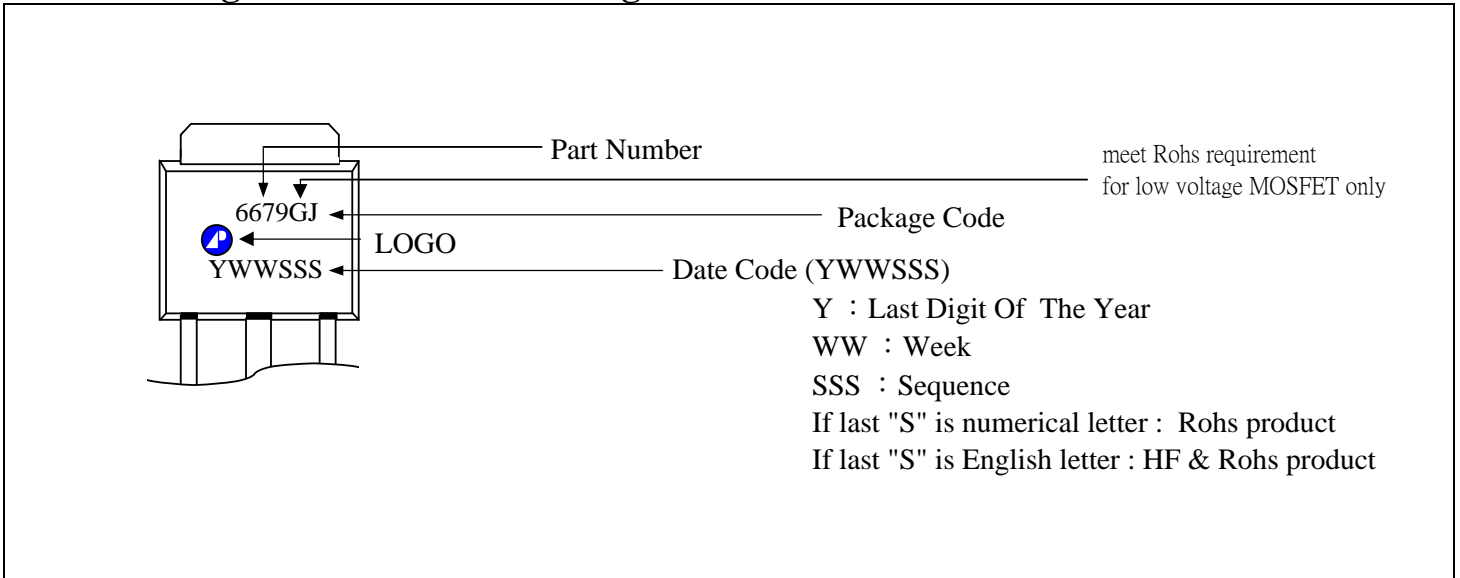 Part Number
meet Rohs requirement
for low voltage MOSFET only
6679GJ
Package Code
LOGO
YWWSSS
Date Code (YWWSSS)
Y ：Last Digit Of The Year
WW ：Week
SSS ：Sequence
If last "S" is numerical letter : Rohs product
If last "S" is English letter : HF & Rohs product